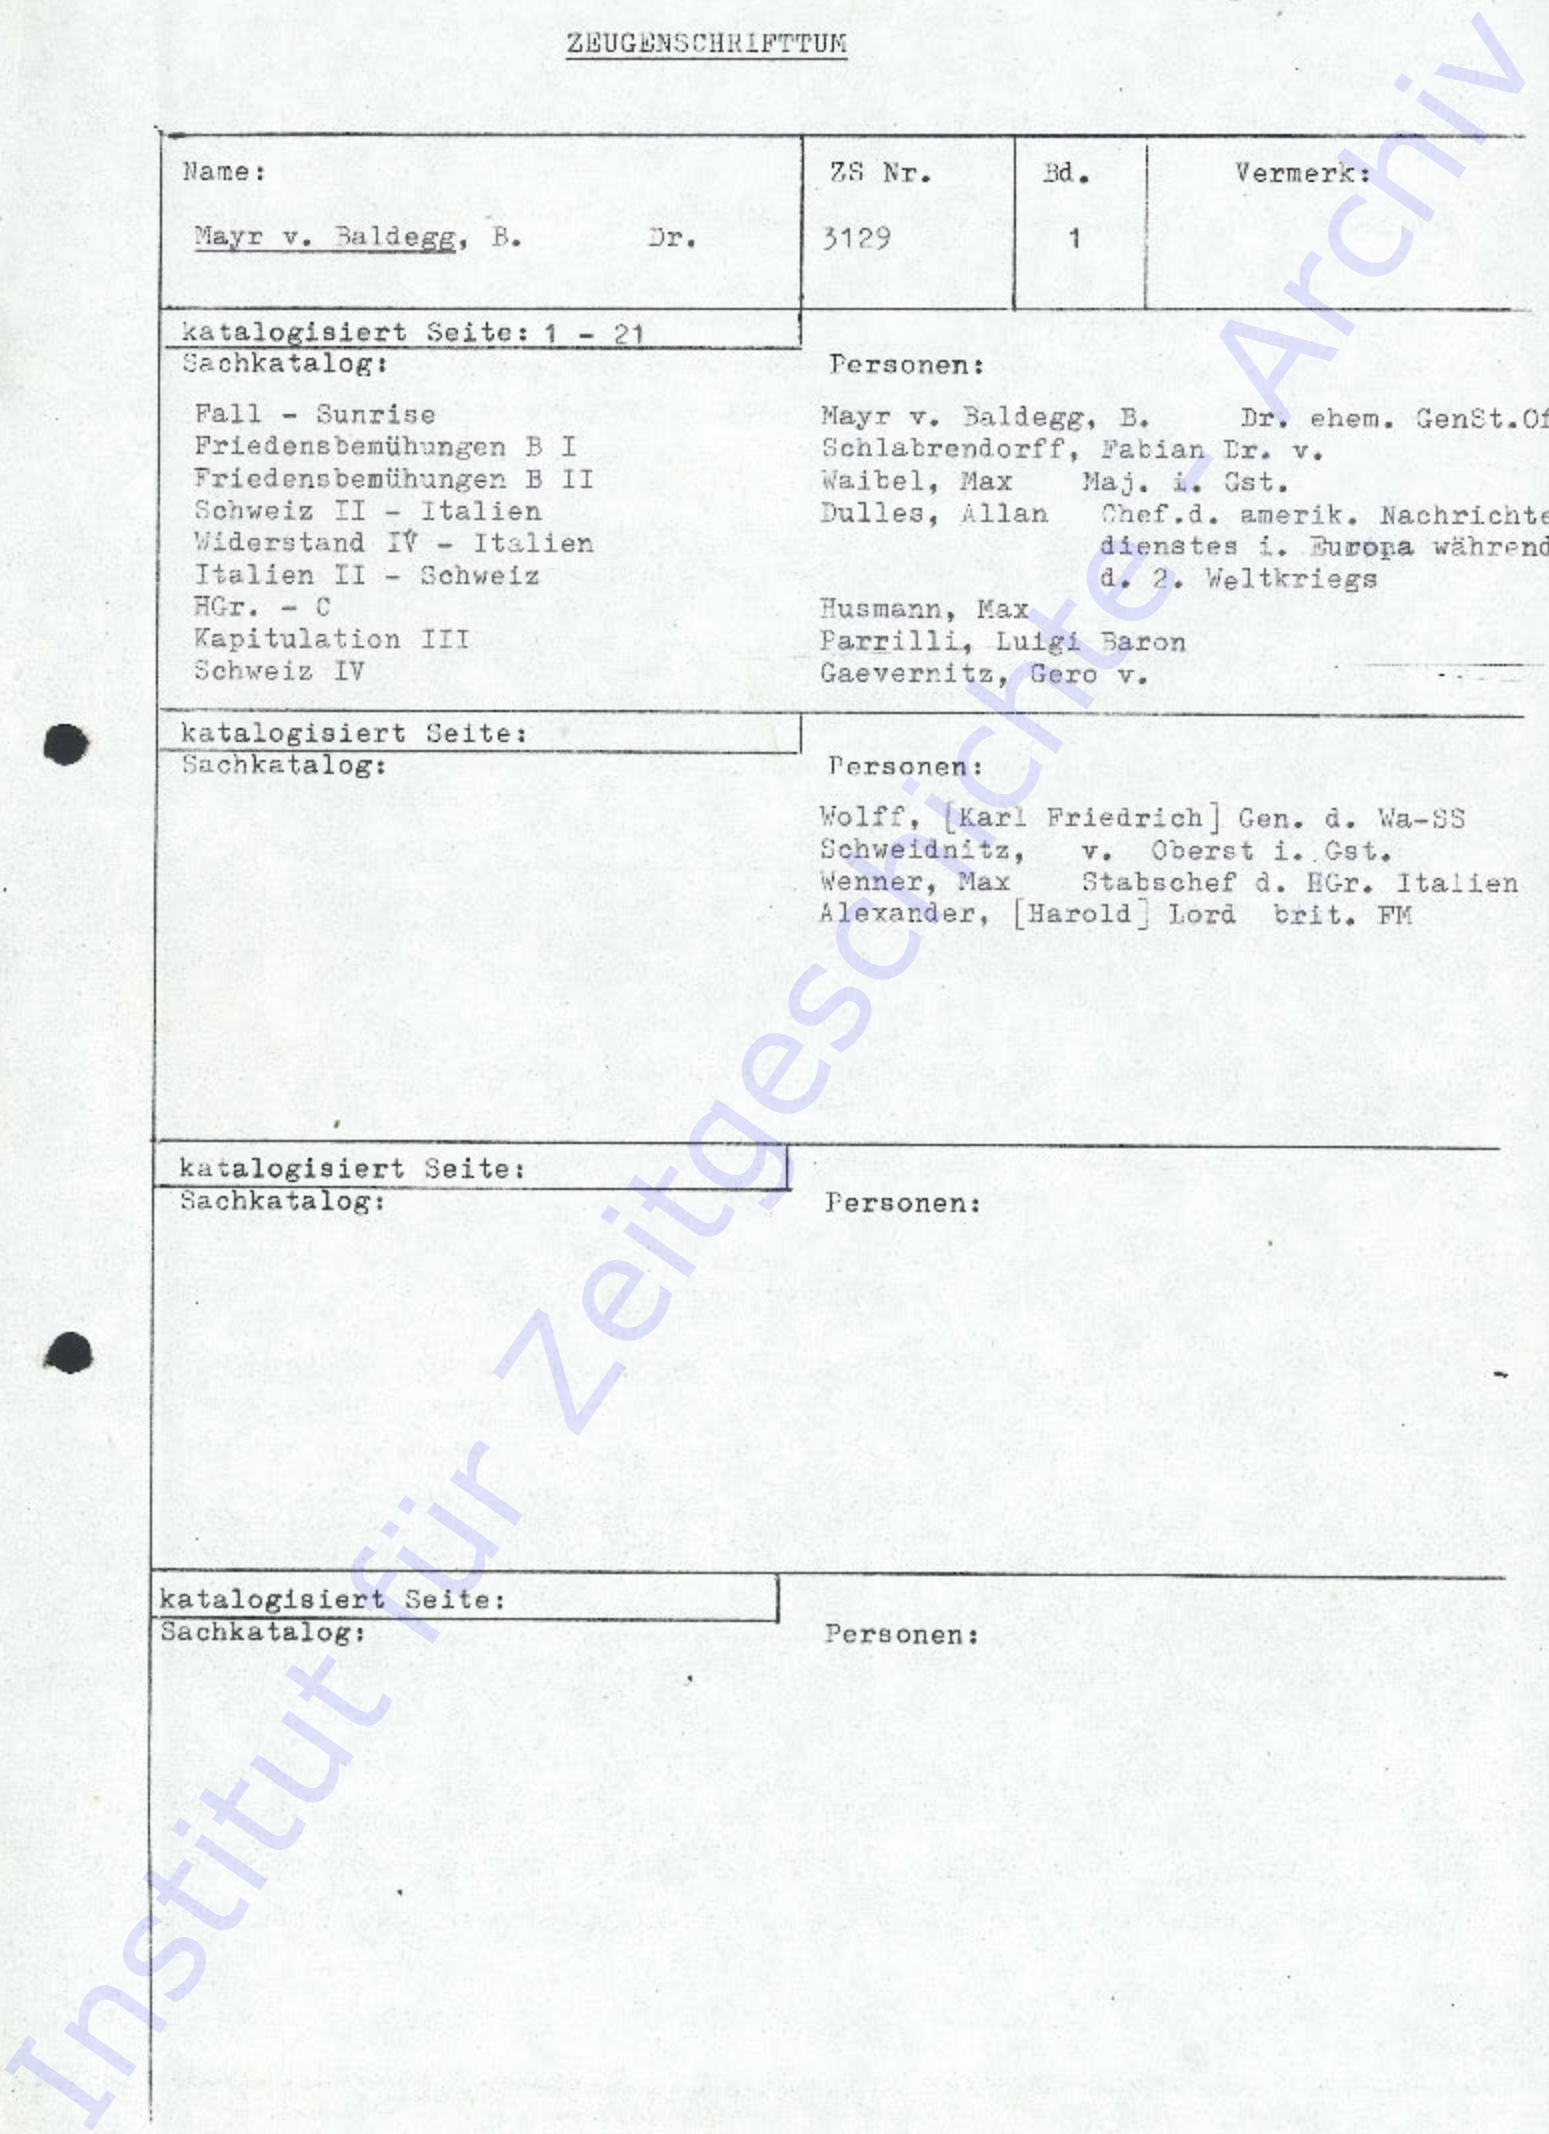 ZEUGENSCHRIFTTUM
Name: ZS Nr. Bd. Vermerk:
Mayr v. Baldegg, B. Dr. 3129 1
katalogisiert Seite: 1 - 21
Sachkatalog: Personen:
Fall - Sunrise
Friedensbemühungen B I
Friedensbemühungen B II
Schweiz II - Italien
Widerstand IV - Italien
Italien II - Schweiz
HGr. - C
Kapitulation III
Schweiz IV
Mayr v. Baldegg, B. Dr. ehem. GenSt.Of
Schlabrendorff, Fabian Dr. v.
Waibel, Max Maj. i. Gst.
Dulles, Allan Chef.d. amerik. Nachrichte
dienstes i. Europa während
d. 2. Weltkriegs
Husmann, Max
Parrilli, Luigi Baron
Gaevernitz, Gero v.
katalogisiert Seite:
Sachkatalog: Personen:
Wolff, [Karl Friedrich] Gen. d. Wa-SS
Schweidnitz, v. Oberst i. Gst.
Wenner, Max Stabschef d. HGr. Italien
Alexander, [Harold] Lord brit. FM
katalogisiert Seite:
Sachkatalog: Personen:
katalogisiert Seite:
Sachkatalog: Personen:
Institut für Zeitgeschichte - Archiv